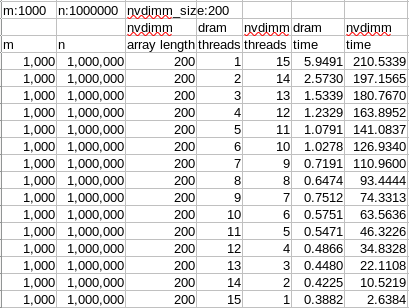 m:1000 n:1000000 nvdimm_size:200
nvdimm dram nvdimm dram nvdimm
m n array length threads threads time time
1,000 1,000,000 200 1 15 5.9491 210.5339
1,000 1,000,000 200 2 14 2.5730 197.1565
1,000 1,000,000 200 3 13 1.5339 180.7670
1,000 1,000,000 200 4 12 1.2329 163.8952
1,000 1,000,000 200 5 11 1.0791 141.0837
1,000 1,000,000 200 6 10 1.0278 126.9340
1,000 1,000,000 200 7 9 0.7191 110.9600
1,000 1,000,000 200 8 8 0.6474 93.4444
1,000 1,000,000 200 9 7 0.7512 74.3313
1,000 1,000,000 200 10 6 0.5751 63.5636
1,000 1,000,000 200 11 5 0.5471 46.3226
1,000 1,000,000 200 12 4 0.4866 34.8328
1,000 1,000,000 200 13 3 0.4480 22.1108
1,000 1,000,000 200 14 2 0.4225 10.5219
1,000 1,000,000 200 15 1 0.3882 2.6384